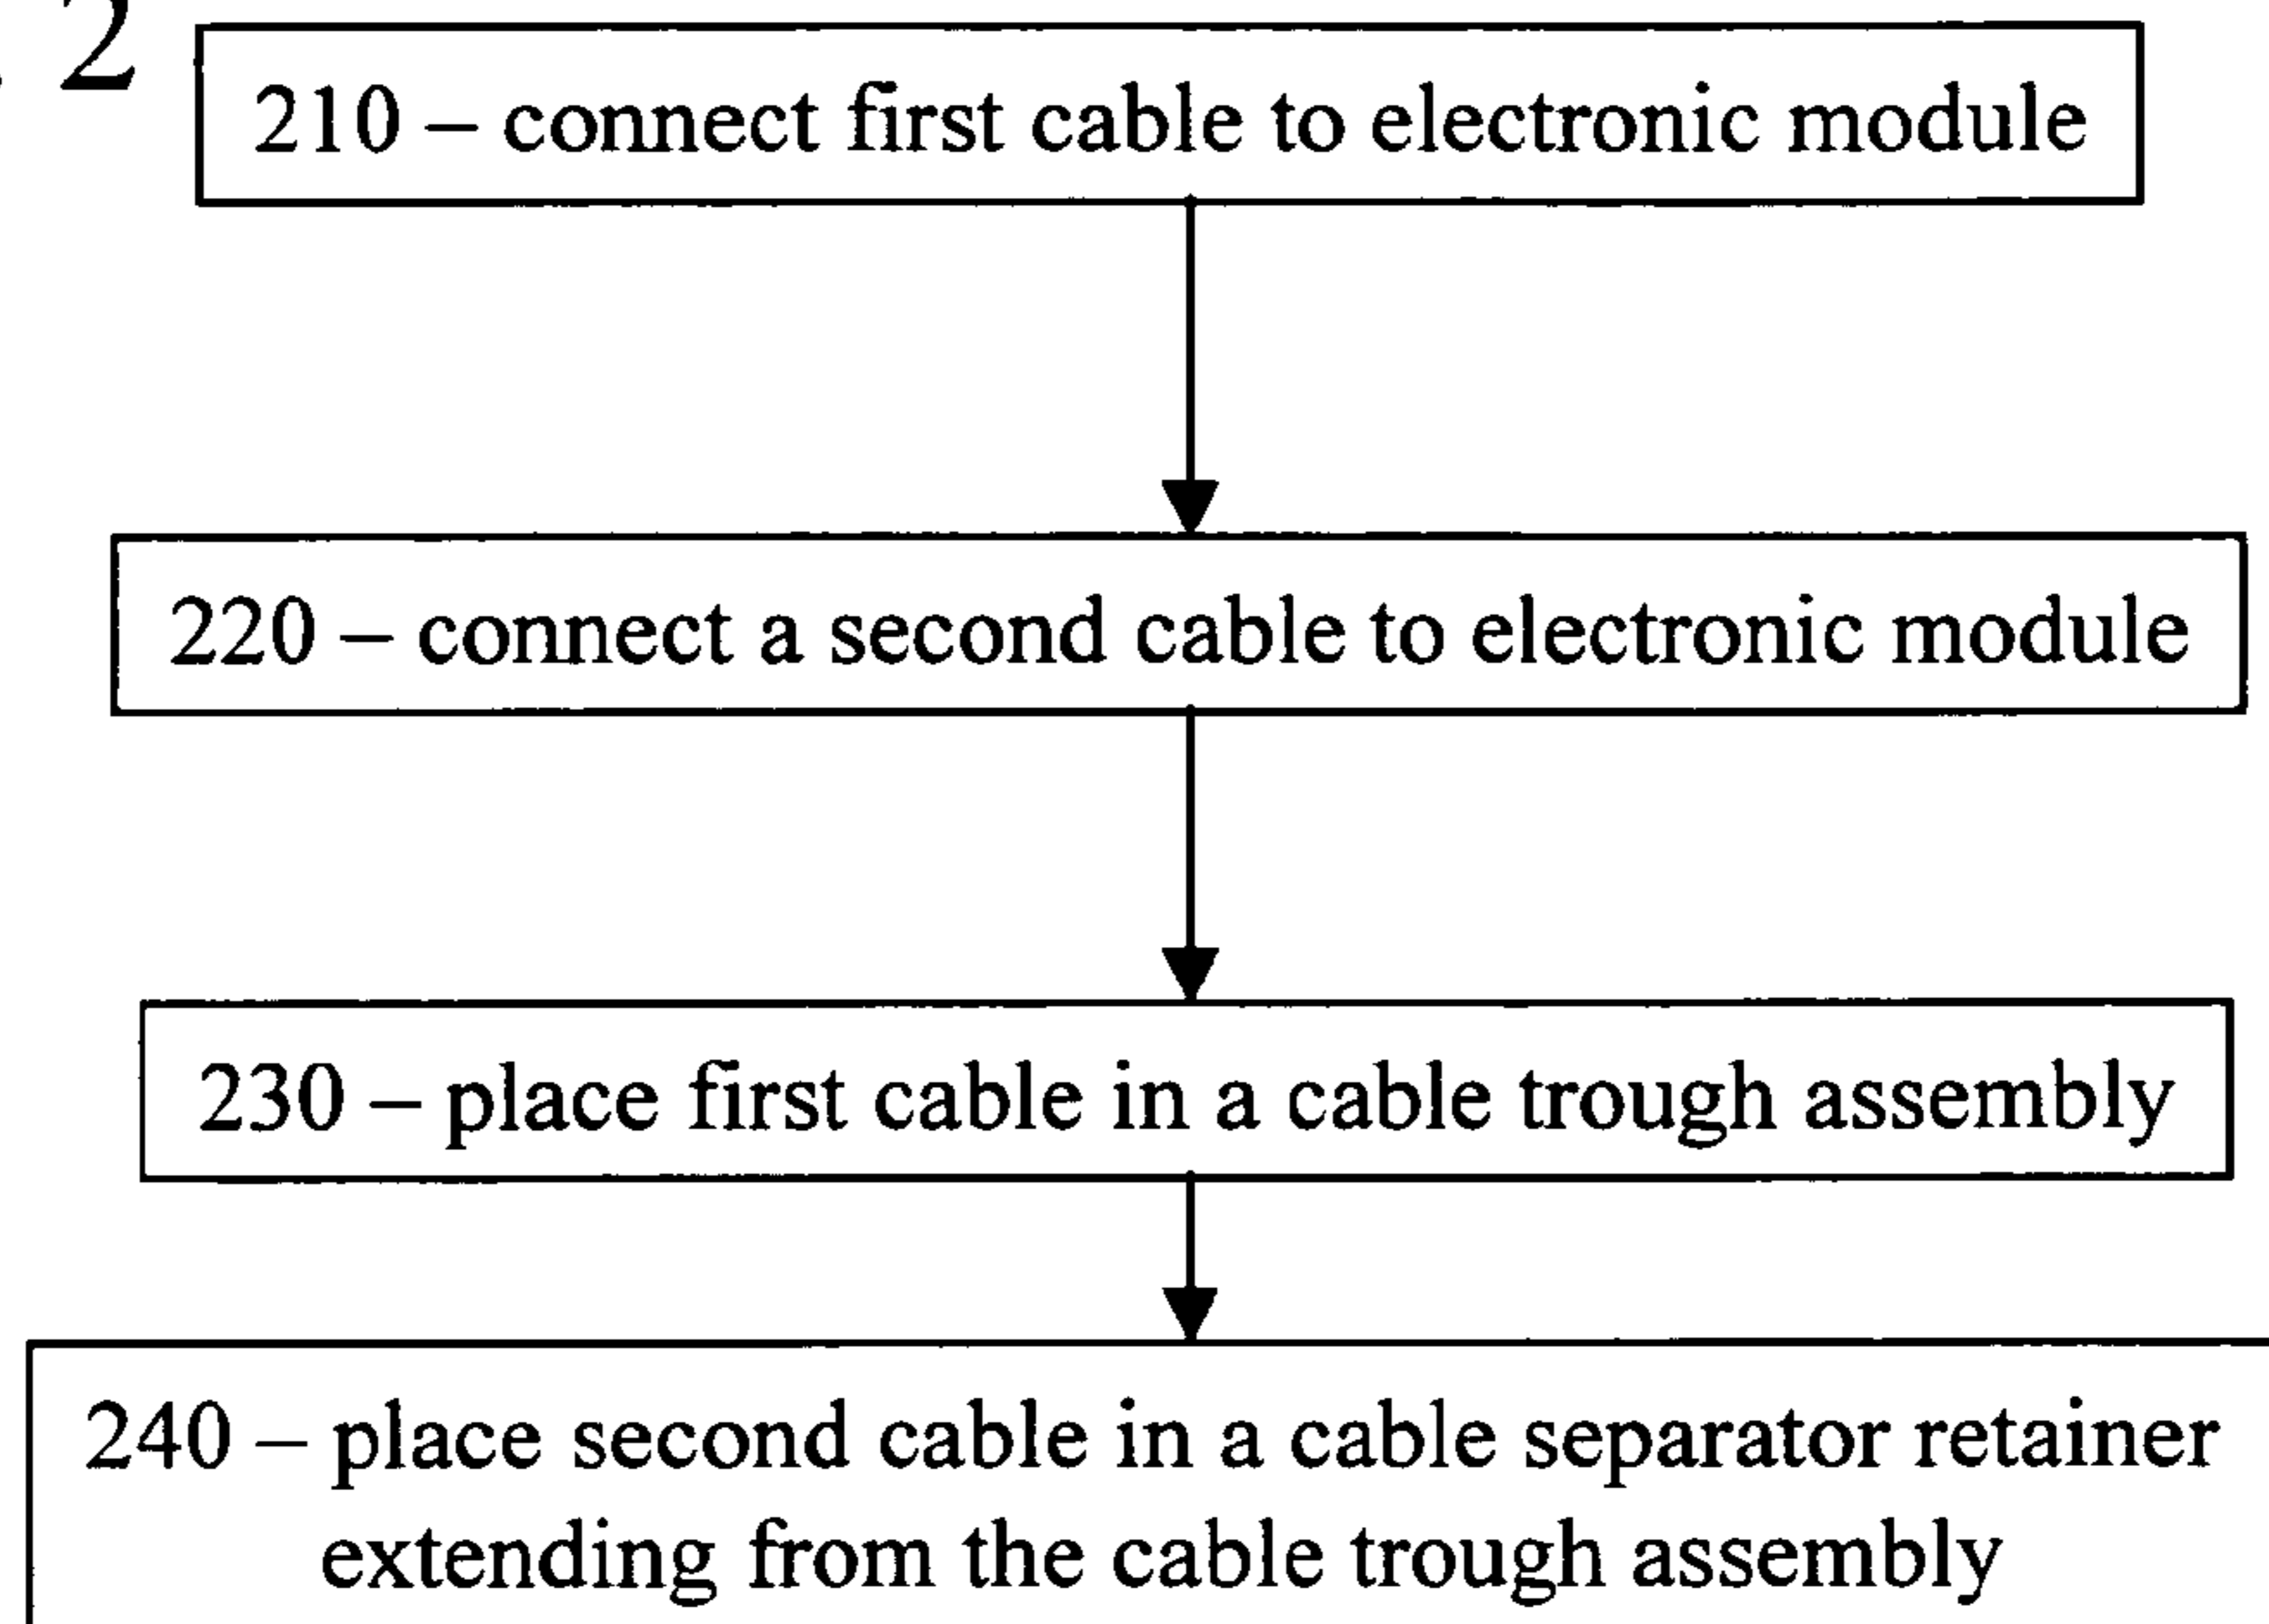 2
210 – connect first cable to electronic module
220 – connect a second cable to electronic module
230 – place first cable in a cable trough assembly
240 – place second cable in a cable separator retainer
extending from the cable trough assembly